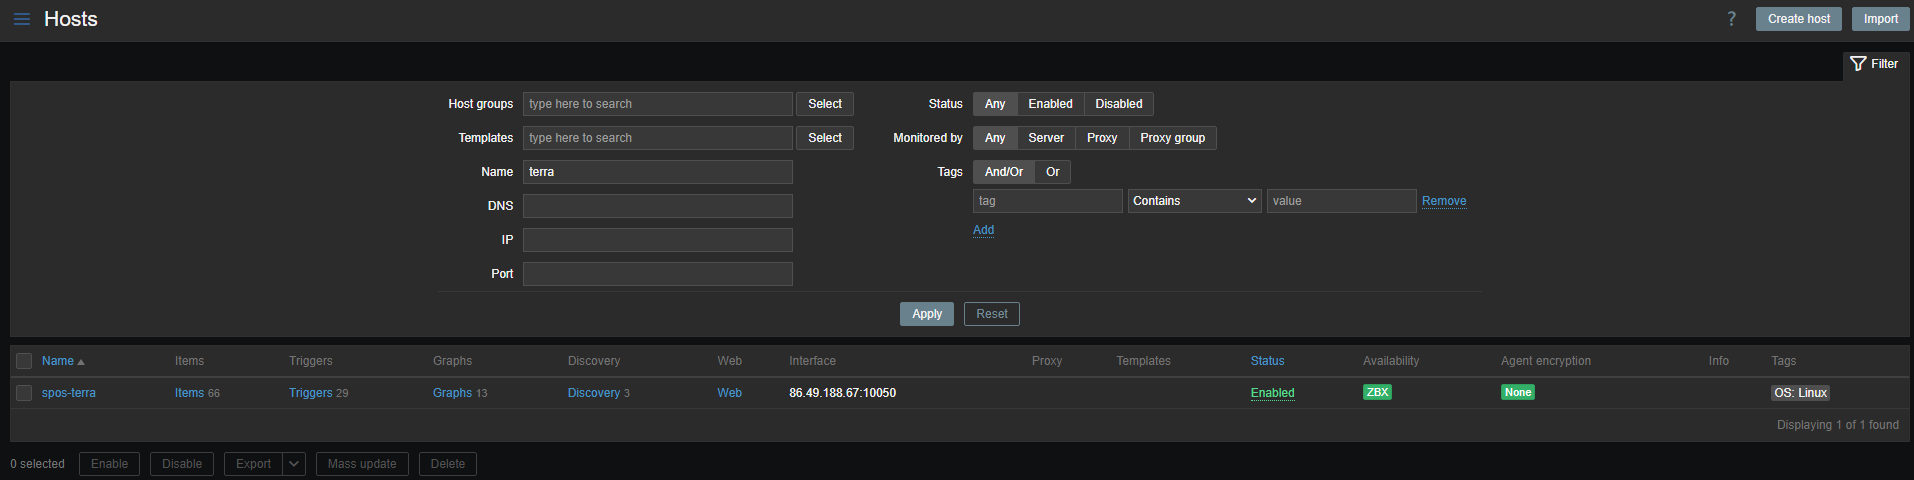 Hosts
? Create host Import
Filter
Host groups type here to search Select Status Any Enabled Disabled
Templates type here to search Select Monitored by Any Server Proxy Proxy group
Name terra Tags And/Or Or
DNS tag Contains value Remove
IP Add
Port
Apply Reset
Name Items Triggers Graphs Discovery Web Interface Proxy Templates Status Availability Agent encryption Info Tags
spos-terra Items 66 Triggers 29 Graphs 13 Discovery 3 Web 86.49.188.67:10050 Enabled ZBX None OS: Linux
Displaying 1 of 1 found
0 selected Enable Disable Export Mass update Delete